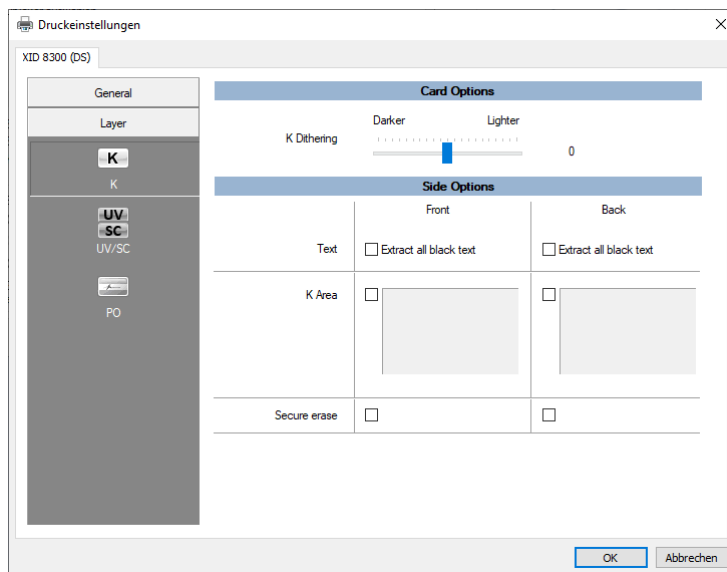 Druckeinstellungen
XID 8300 (DS)
General
Layer
K
K
UV
SC
UV/SC
PO
Card Options
Darker Lighter
K Dithering 0
Side Options
Front Back
Text Extract all black text Extract all black text
K Area
Secure erase
OK Abbrechen